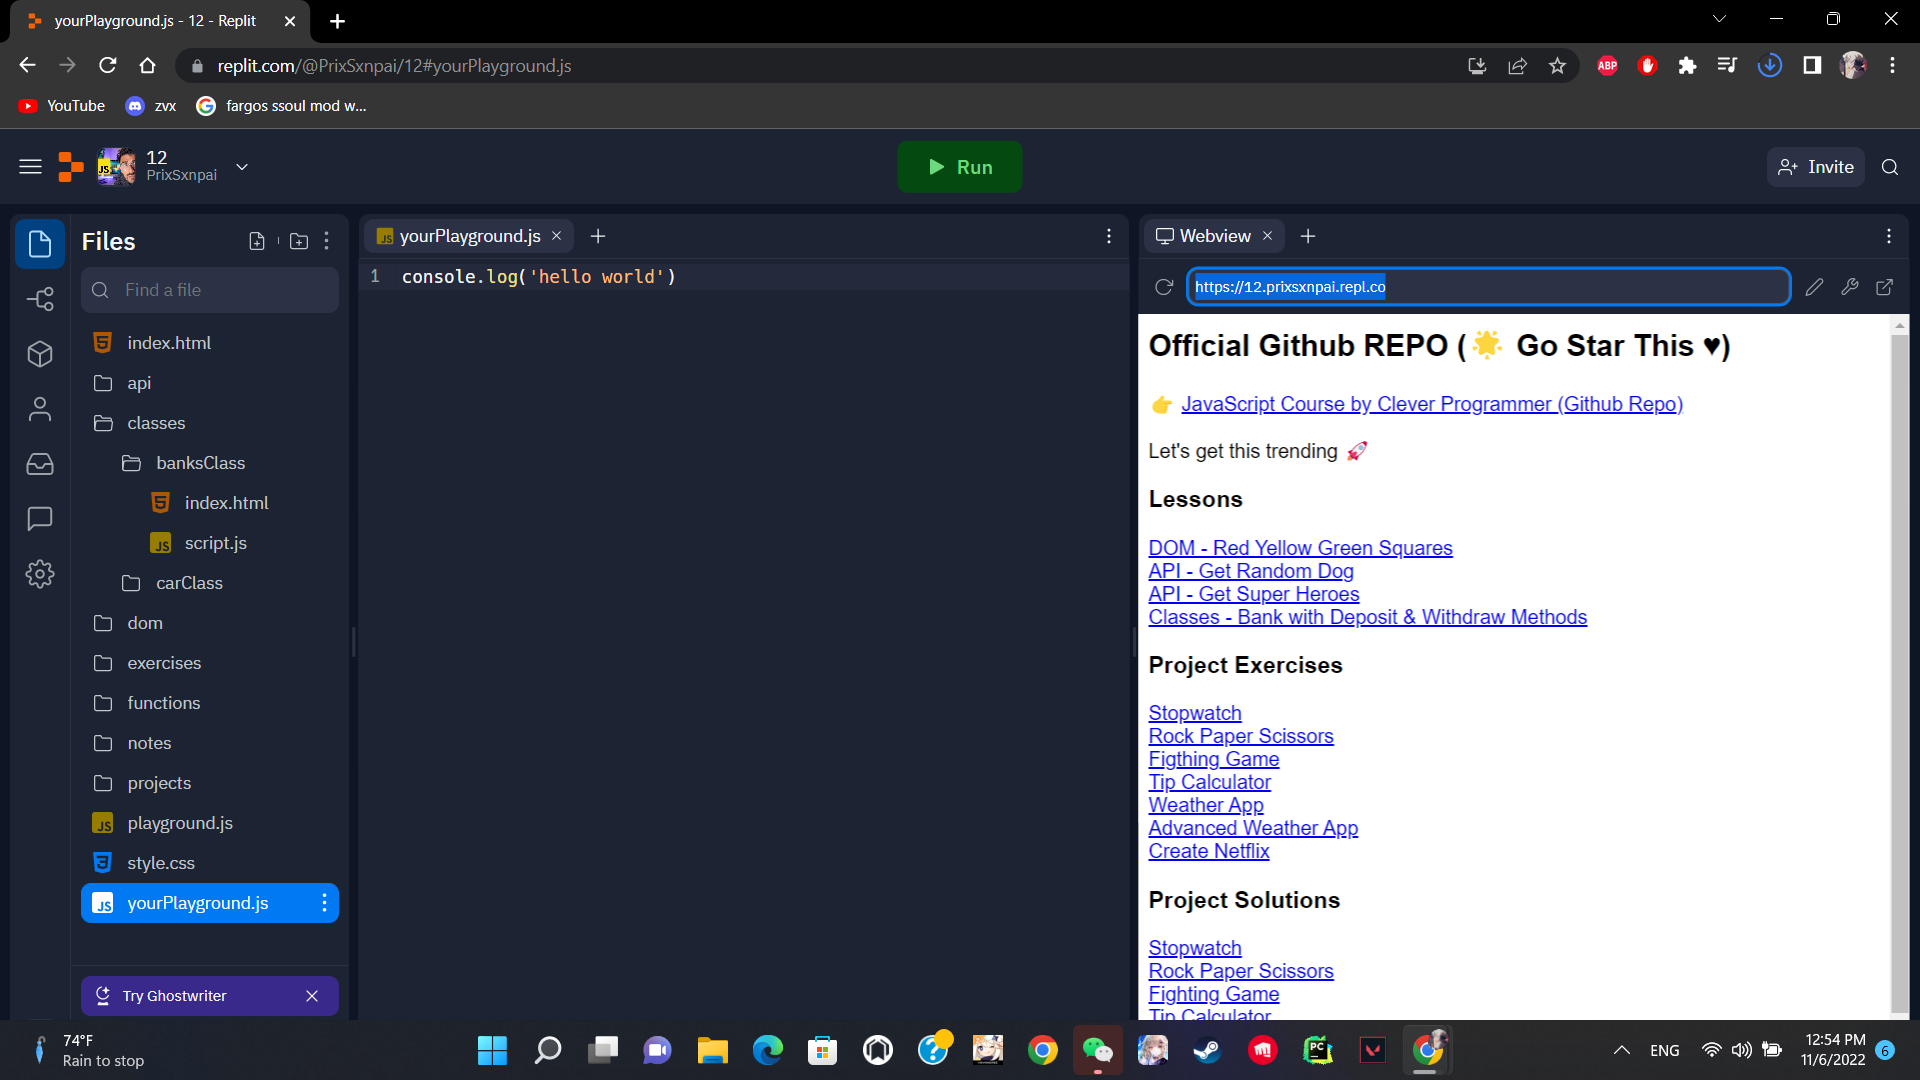 yourPlayground.js - 12 - Replit
replit.com/@PrixSxnpai/12#yourPlayground.js
ABP
YouTube
zvx
fargos ssoul mod w...
JS
12
PrixSxnpai
Run
Invite
Files
Find a file
index.html
api
classes
banksClass
index.html
JS script.js
carClass
dom
exercises
functions
notes
projects
JS playground.js
style.css
JS yourPlayground.js
Try Ghostwriter
JS yourPlayground.js
1 console.log('hello world')
Webview
https://12.prixsxnpai.repl.co
Official Github REPO (🌟 Go Star This ♥)
👉 JavaScript Course by Clever Programmer (Github Repo)
Let's get this trending 🚀
Lessons
DOM - Red Yellow Green Squares
API - Get Random Dog
API - Get Super Heroes
Classes - Bank with Deposit & Withdraw Methods
Project Exercises
Stopwatch
Rock Paper Scissors
Figthing Game
Tip Calculator
Weather App
Advanced Weather App
Create Netflix
Project Solutions
Stopwatch
Rock Paper Scissors
Fighting Game
Tip Calculator
74°F
Rain to stop
PC
ENG
12:54 PM
11/6/2022
6